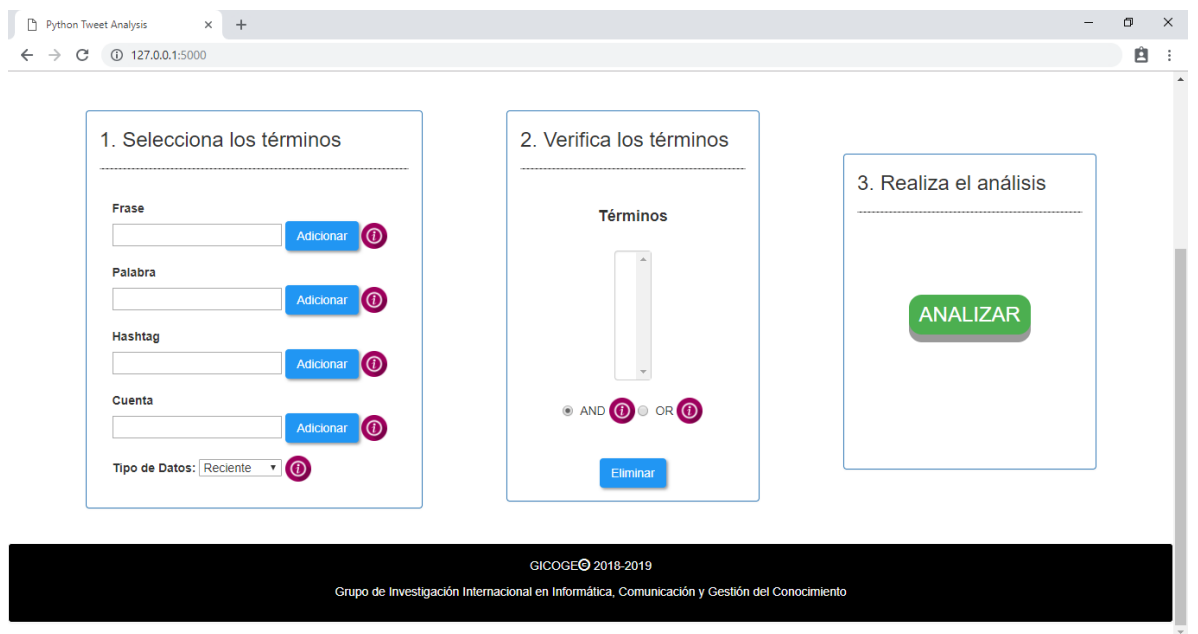 Python Tweet Analysis
127.0.0.1:5000
1. Selecciona los términos
Frase
Adicionar
Palabra
Adicionar
Hashtag
Adicionar
Cuenta
Adicionar
Tipo de Datos: Reciente
2. Verifica los términos
Términos
AND OR
Eliminar
3. Realiza el análisis
ANALIZAR
GICOGE© 2018-2019
Grupo de Investigación Internacional en Informática, Comunicación y Gestión del Conocimiento